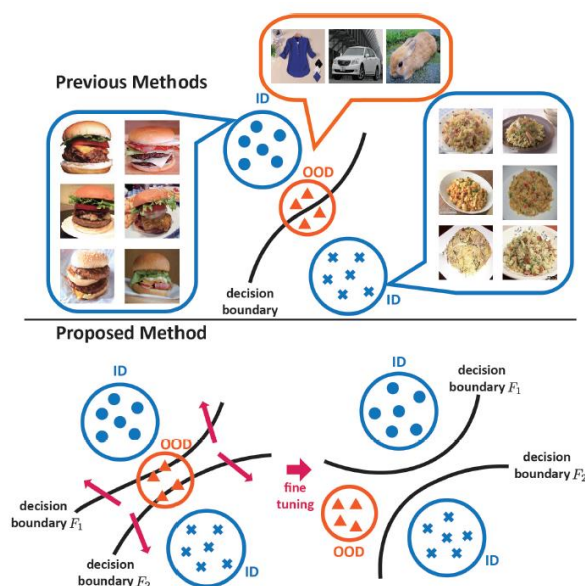 Previous Methods
ID
OOD
decision
boundary
ID
Proposed Method
ID
OOD
decision
boundary F₁
decision
boundary F₂
ID
fine
tuning
ID
decision
boundary F₁
decision
boundary F₂
OOD
ID